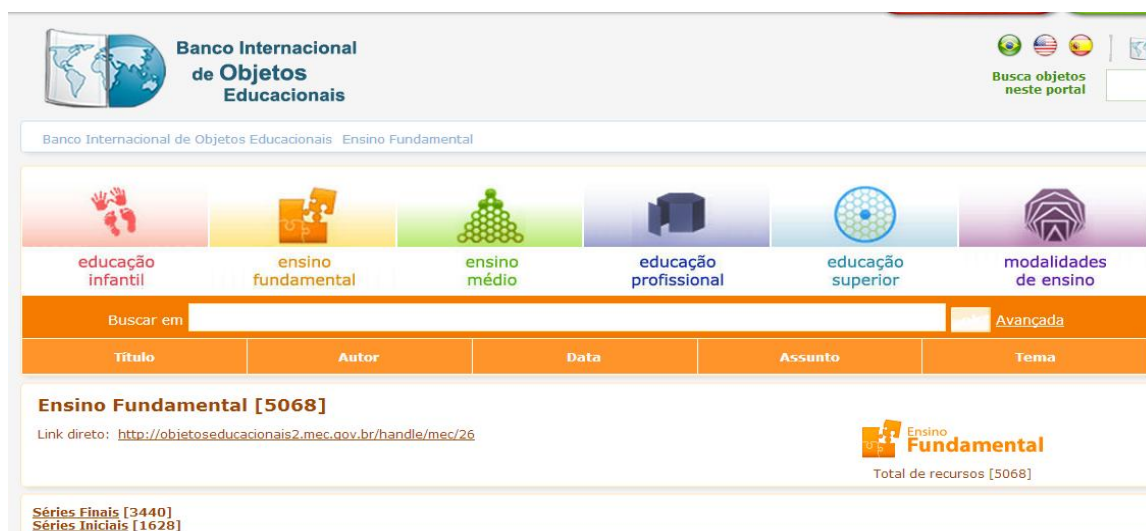 Banco Internacional
de Objetos
Educacionais
Busca objetos
neste portal
Banco Internacional de Objetos Educacionais Ensino Fundamental
educação
infantil
ensino
fundamental
ensino
médio
educação
profissional
educação
superior
modalidades
de ensino
Buscar em
Avançada
Título Autor Data Assunto Tema
Ensino Fundamental [5068]
Link direto: http://objetoseducacionais2.mec.gov.br/handle/mec/26
Ensino
Fundamental
Total de recursos [5068]
Séries Finais [3440]
Séries Iniciais [1628]